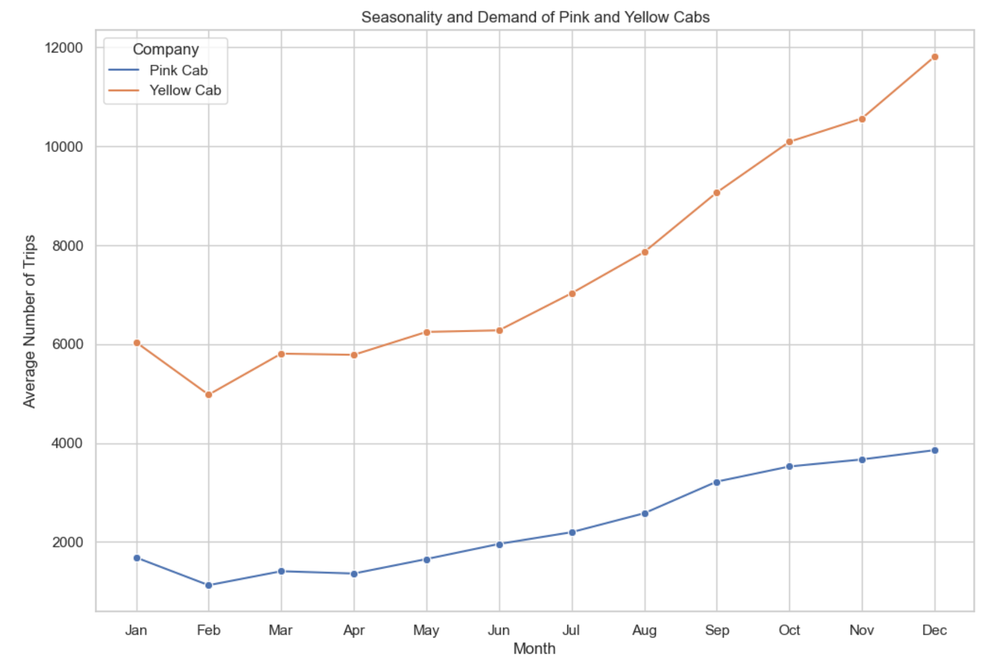 Seasonality and Demand of Pink and Yellow Cabs
Company
Pink Cab
Yellow Cab
12000
10000
8000
6000
4000
2000
Average Number of Trips
Jan Feb Mar Apr May Jun Jul Aug Sep Oct Nov Dec
Month